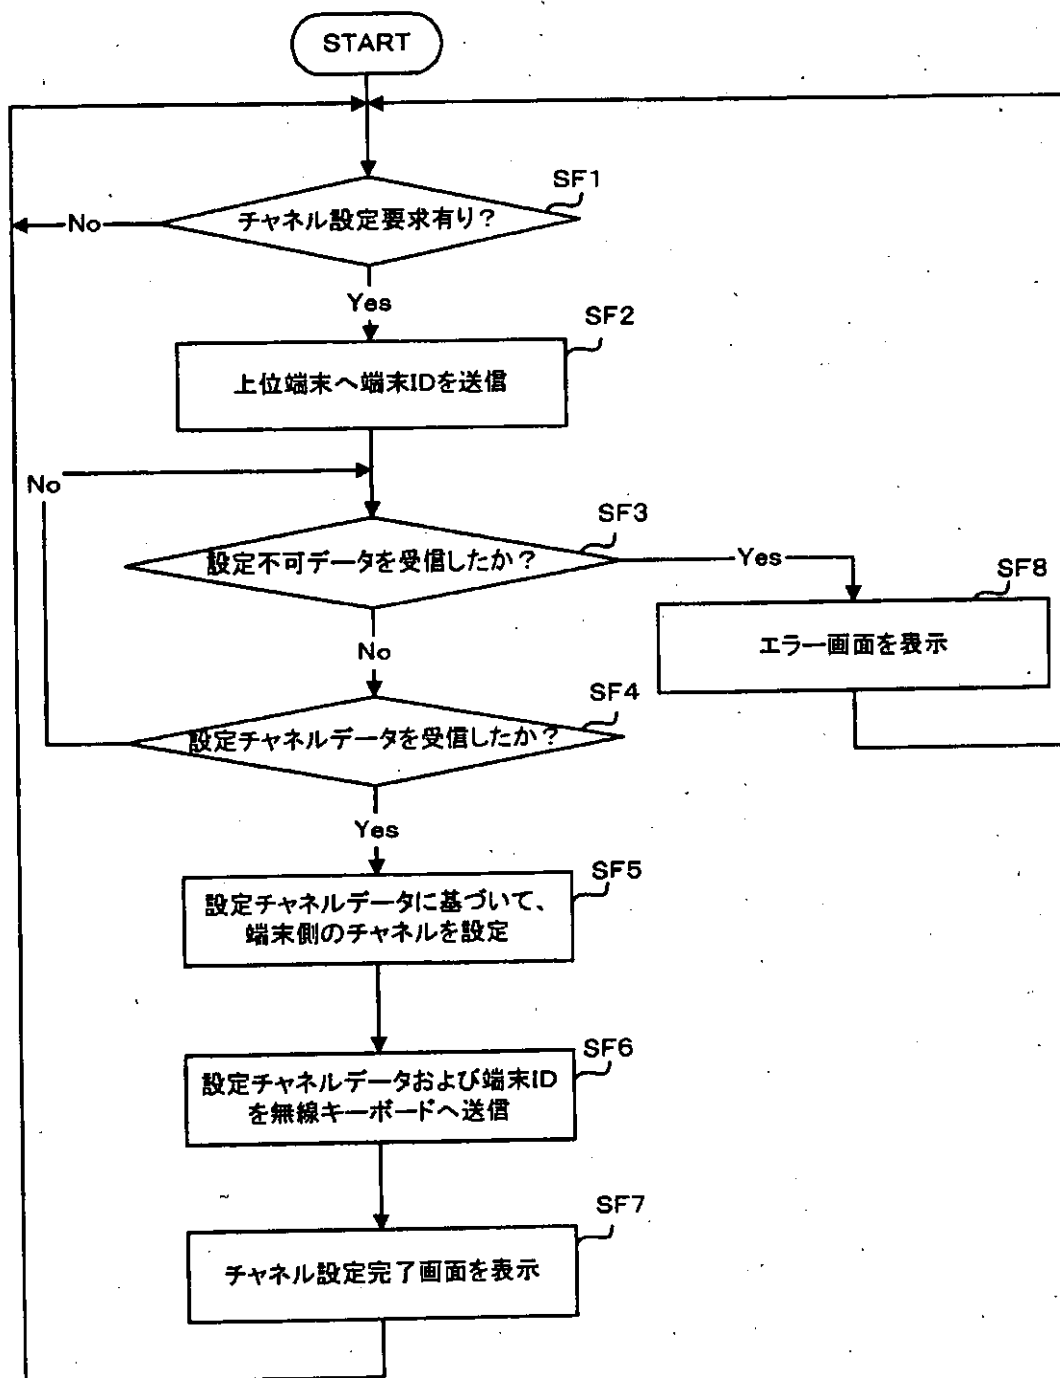 START
SF1
チャネル設定要求有り?
No
Yes
SF2
上位端末へ端末IDを送信
No
SF3
設定不可データを受信したか?
Yes
SF8
エラー画面を表示
No
SF4
設定チャネルデータを受信したか?
Yes
SF5
設定チャネルデータに基づいて、
端末側のチャネルを設定
SF6
設定チャネルデータおよび端末ID
を無線キーボードへ送信
SF7
チャネル設定完了画面を表示